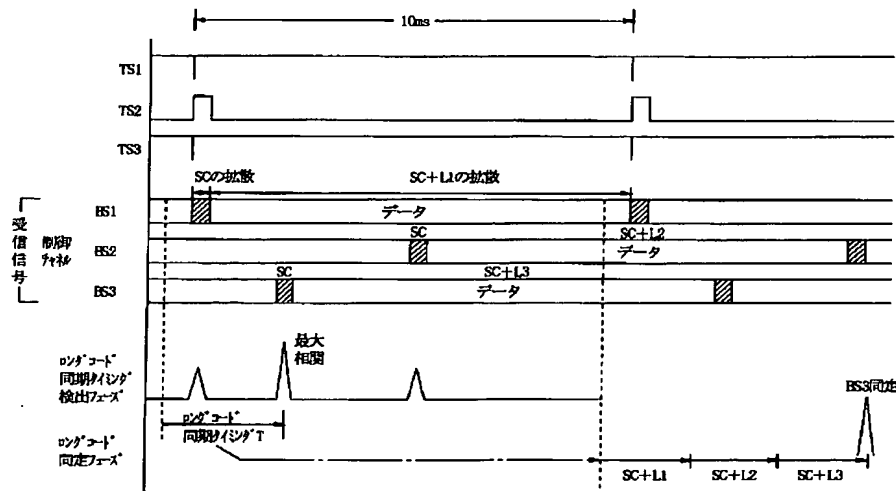 10ms
TS1
TS2
TS3
SCの拡散
SC+L1の拡散
受信信号
制御
チャネル
BS1
データ
SC
SC+L2
BS2
データ
SC
SC+L3
BS3
データ
最大
相関
ロングコード
同期タイミング
検出フェーズ
BS3同定
ロングコード
同期タイミングT
ロングコード
同定フェーズ
SC+L1
SC+L2
SC+L3